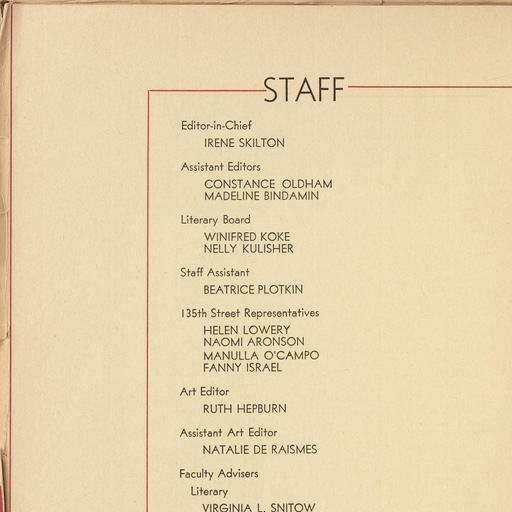 STAFF
Editor-in-Chief
IRENE SKILTON
Assistant Editors
CONSTANCE OLDHAM
MADELINE BINDAMIN
Literary Board
WINIFRED KOKE
NELLY KULISHER
Staff Assistant
BEATRICE PLOTKIN
135th Street Representatives
HELEN LOWERY
NAOMI ARONSON
MANULLA O'CAMPO
FANNY ISRAEL
Art Editor
RUTH HEPBURN
Assistant Art Editor
NATALIE DE RAISMES
Faculty Advisers
Literary
VIRGINIA L. SNITOW